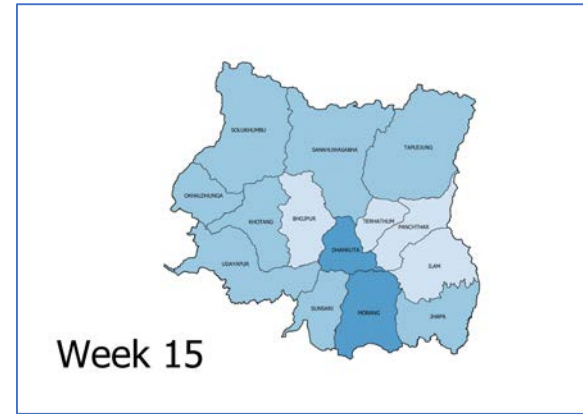 SOLUKHUMBU
SANKHUWASABHA
TAPLEJUNG
OKHALDHUNGA
KHOTANG
BHOJPUR
TERHATHUM
PANCHTHAR
DHANKUTA
UDAYAPUR
ILAM
SUNSARI
MORANG
JHAPA
Week 15